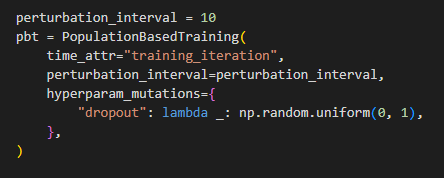 perturbation_interval = 10
pbt = PopulationBasedTraining(
    time_attr="training_iteration",
    perturbation_interval=perturbation_interval,
    hyperparam_mutations={
        "dropout": lambda _: np.random.uniform(0, 1),
    },
)